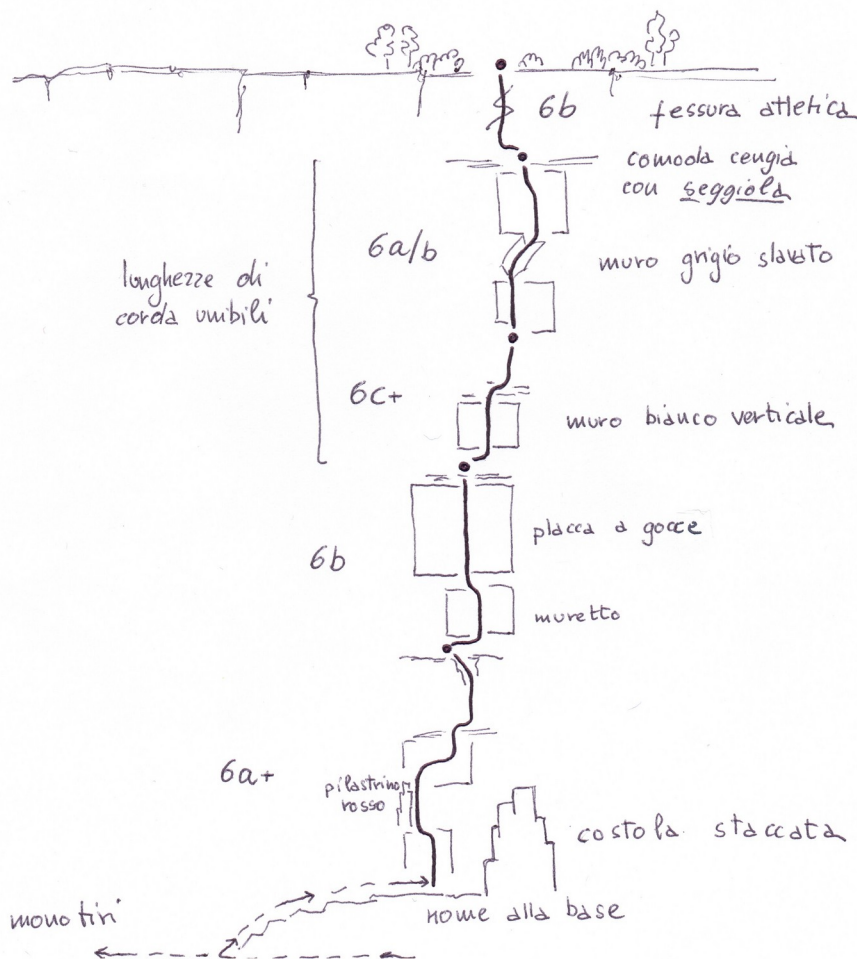 6b
fessura atletica
comoda cengia
con seggiola
6a/b
muro grigio slavato
lunghezze di
corda unibili
6c+
muro bianco verticale
placca a gocce
6b
muretto
6a+
pilastrino
rosso
costola staccata
nome alla base
monotiri